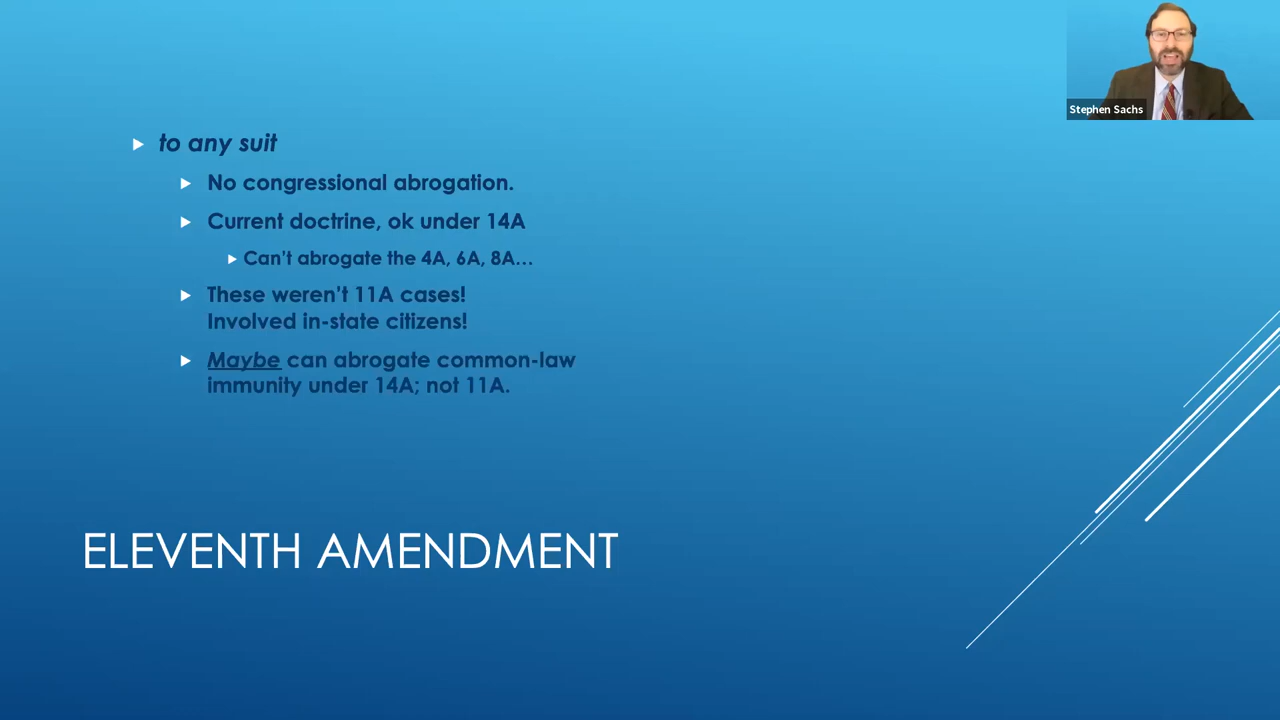 Stephen Sachs
to any suit
No congressional abrogation.
Current doctrine, ok under 14A
Can't abrogate the 4A, 6A, 8A...
These weren't 11A cases!
Involved in-state citizens!
Maybe can abrogate common-law
immunity under 14A; not 11A.
ELEVENTH AMENDMENT